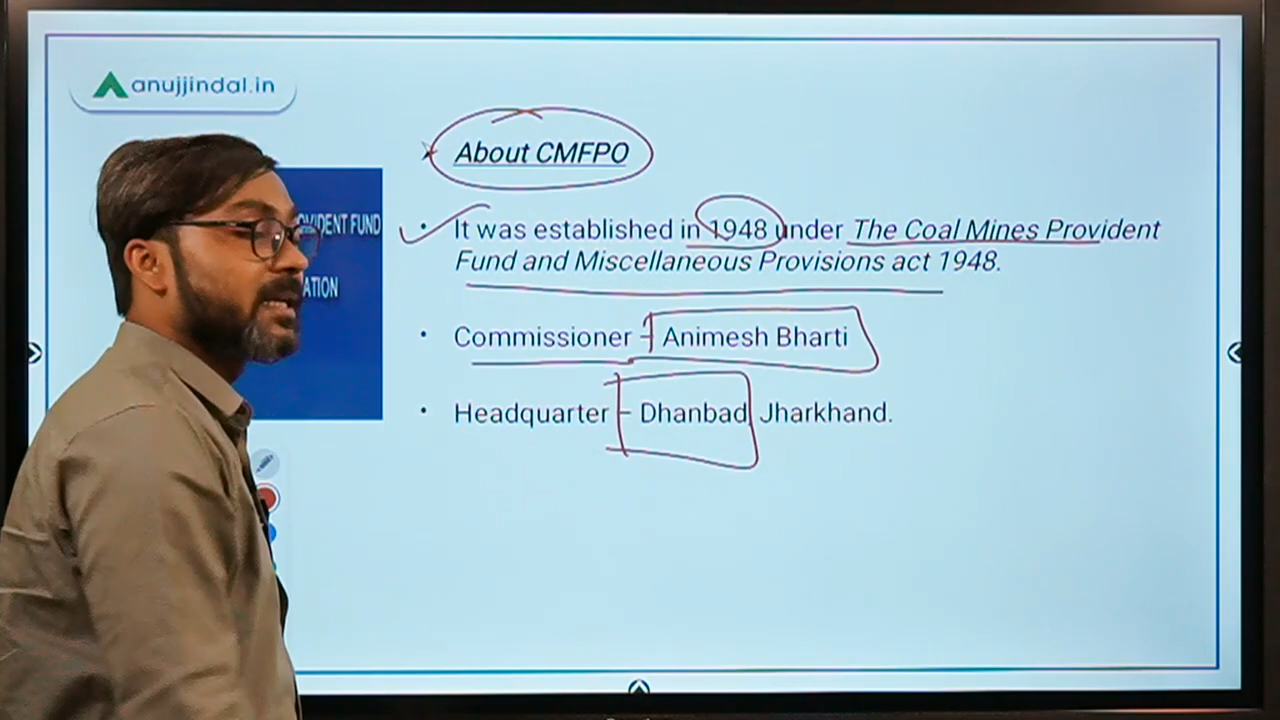 anujjindal.in
About CMFPO
OVIDENT FUND
• It was established in 1948 under The Coal Mines Provident
Fund and Miscellaneous Provisions act 1948.
ATION
• Commissioner – Animesh Bharti
• Headquarter – Dhanbad, Jharkhand.